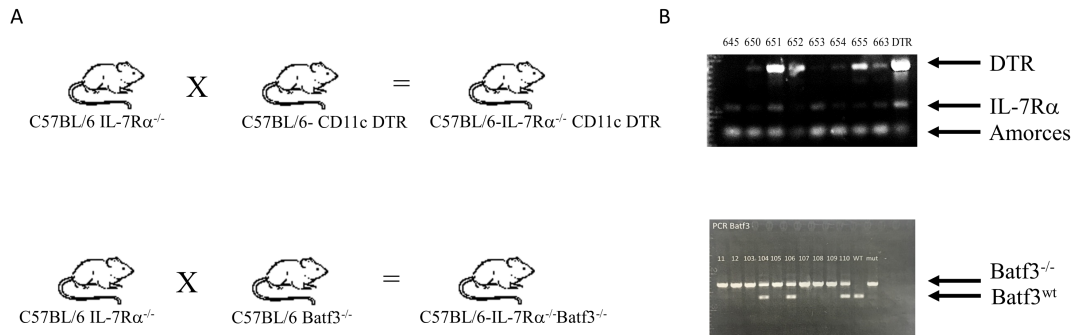 A
C57BL/6 IL-7Rα-/-
X
C57BL/6- CD11c DTR
=
C57BL/6-IL-7Rα-/- CD11c DTR
B
645 650 651 652 653 654 655 663 DTR
DTR
IL-7Rα
Amorces
C57BL/6 IL-7Rα-/-
X
C57BL/6 Batf3-/-
=
C57BL/6-IL-7Rα-/-Batf3-/-
PCR Batf3
11 12 103 104 105 106 107 108 109 110 WT mut
Batf3-/-
Batf3wt